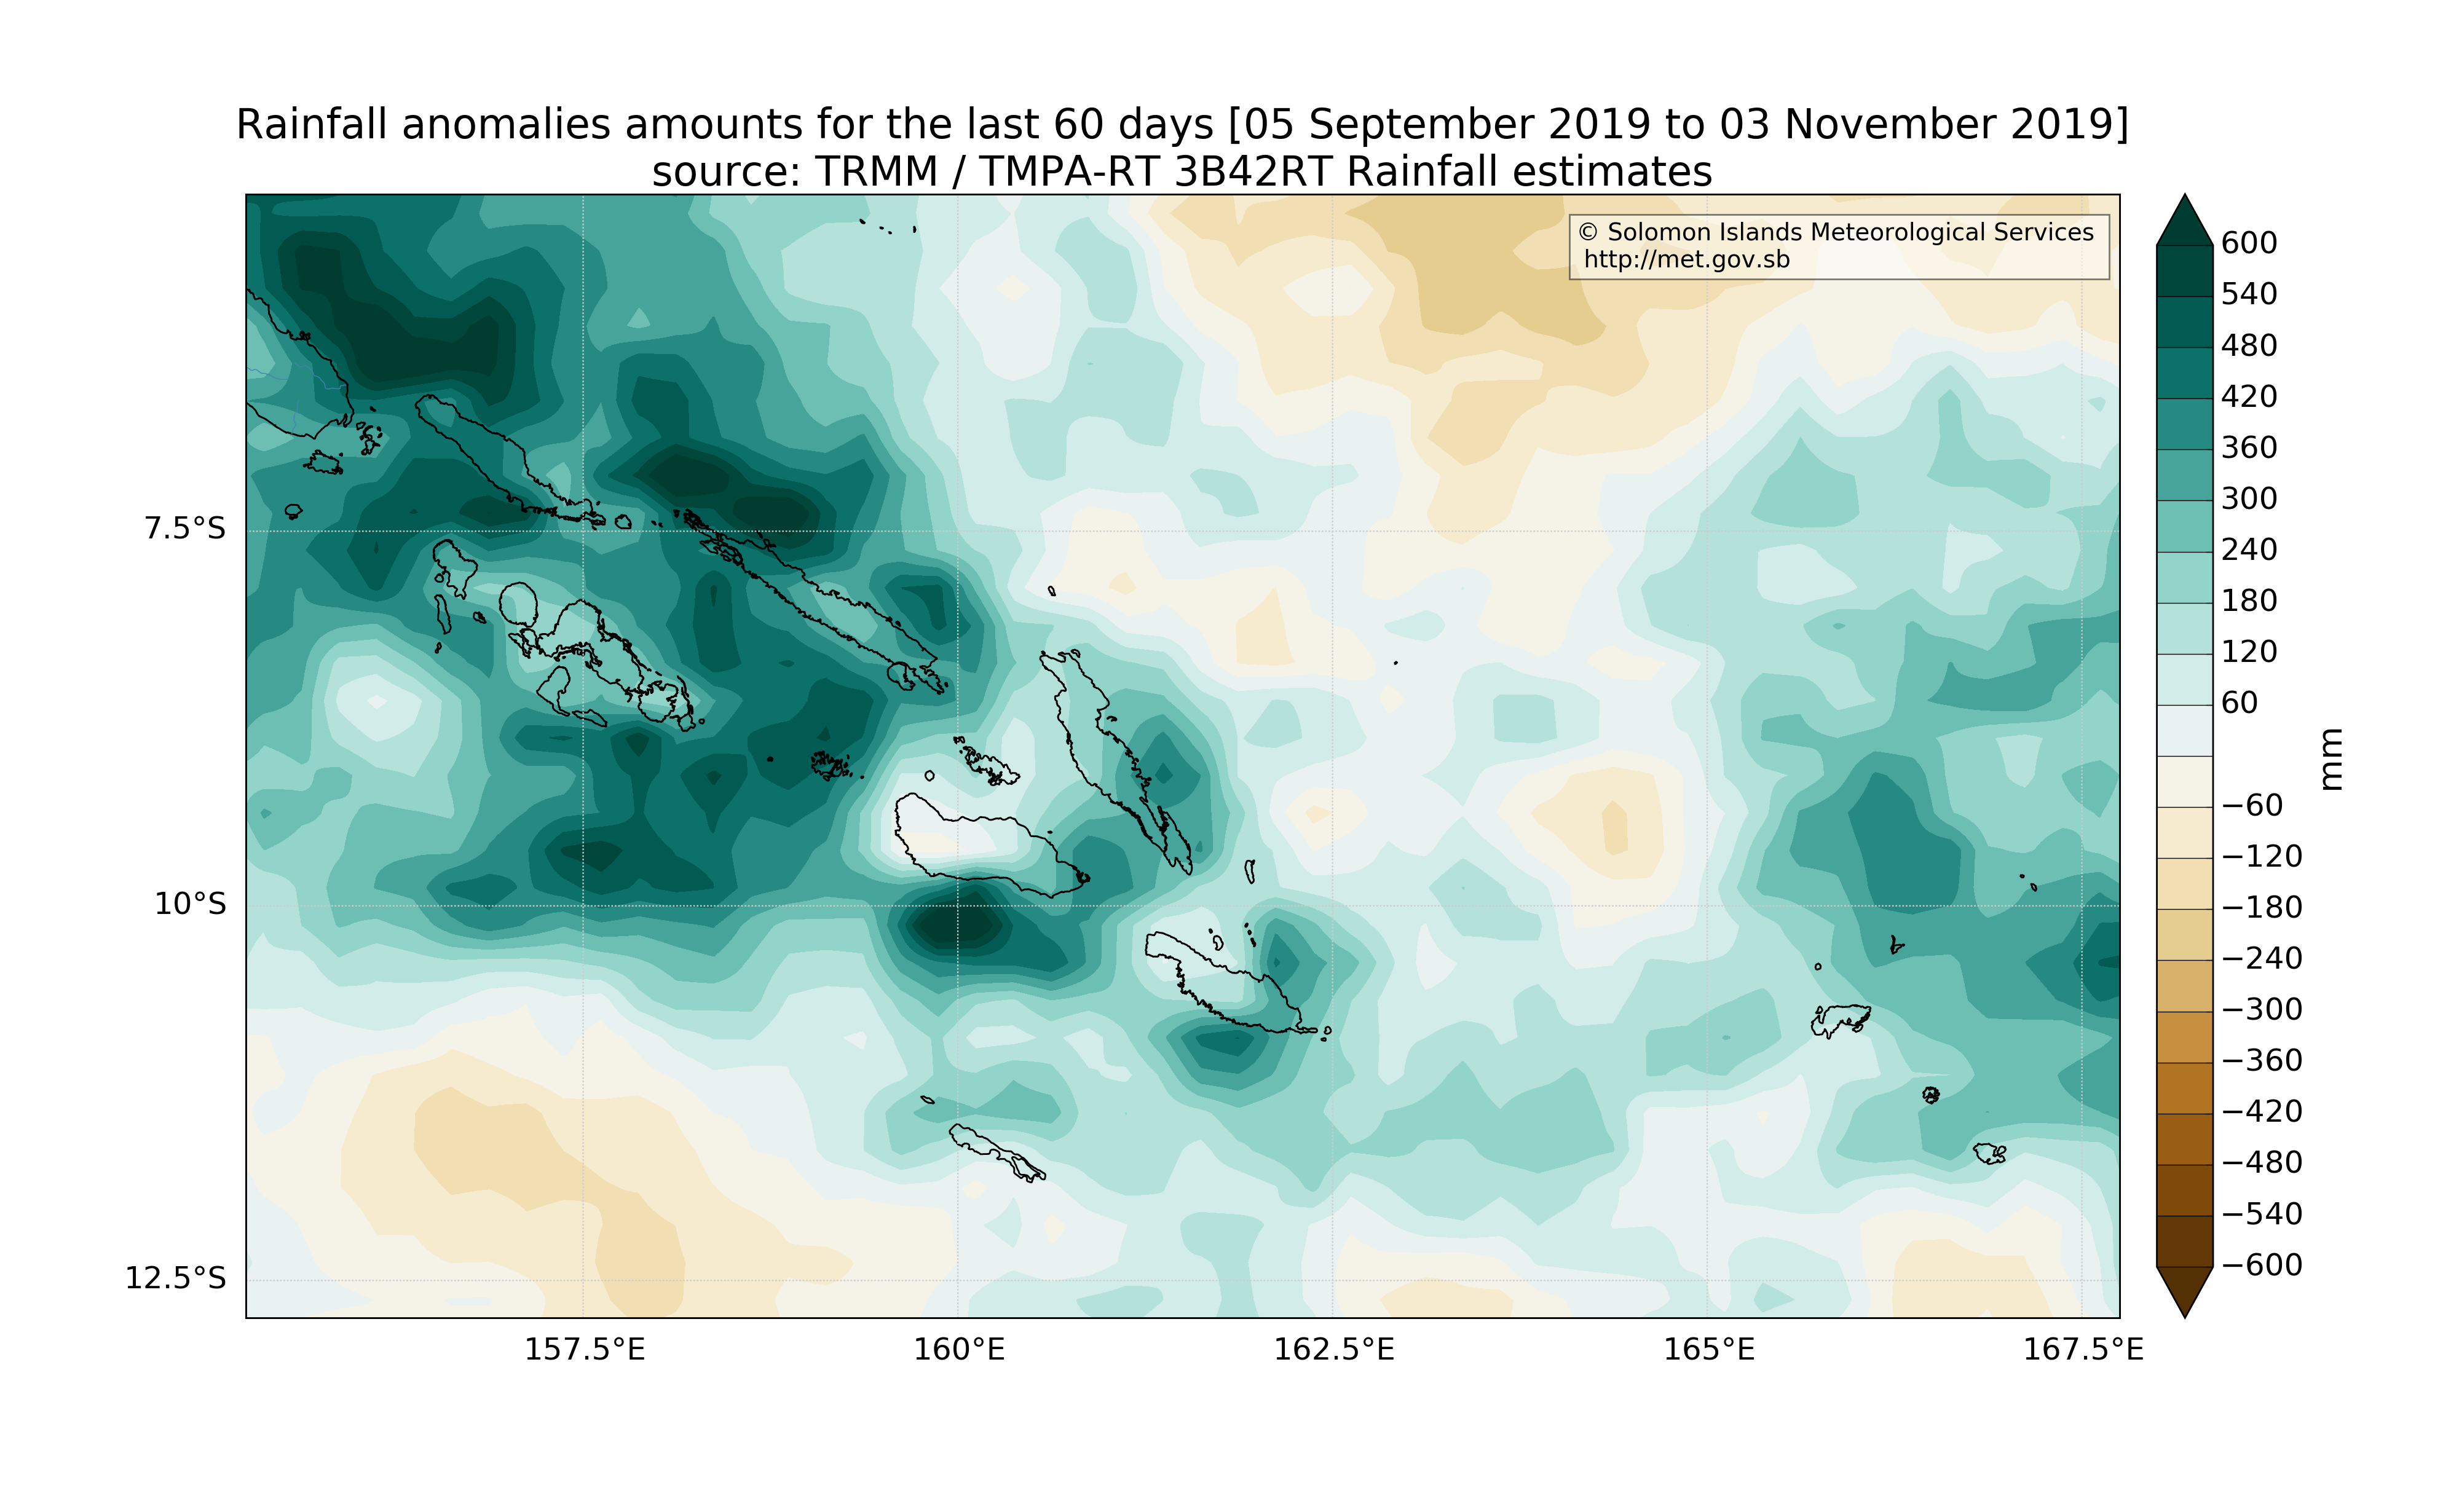 Rainfall anomalies amounts for the last 60 days [05 September 2019 to 03 November 2019]
source: TRMM / TMPA-RT 3B42RT Rainfall estimates
© Solomon Islands Meteorological Services
http://met.gov.sb
7.5°S
10°S
12.5°S
157.5°E
160°E
162.5°E
165°E
167.5°E
600
540
480
420
360
300
240
180
120
60
−60
−120
−180
−240
−300
−360
−420
−480
−540
−600
mm